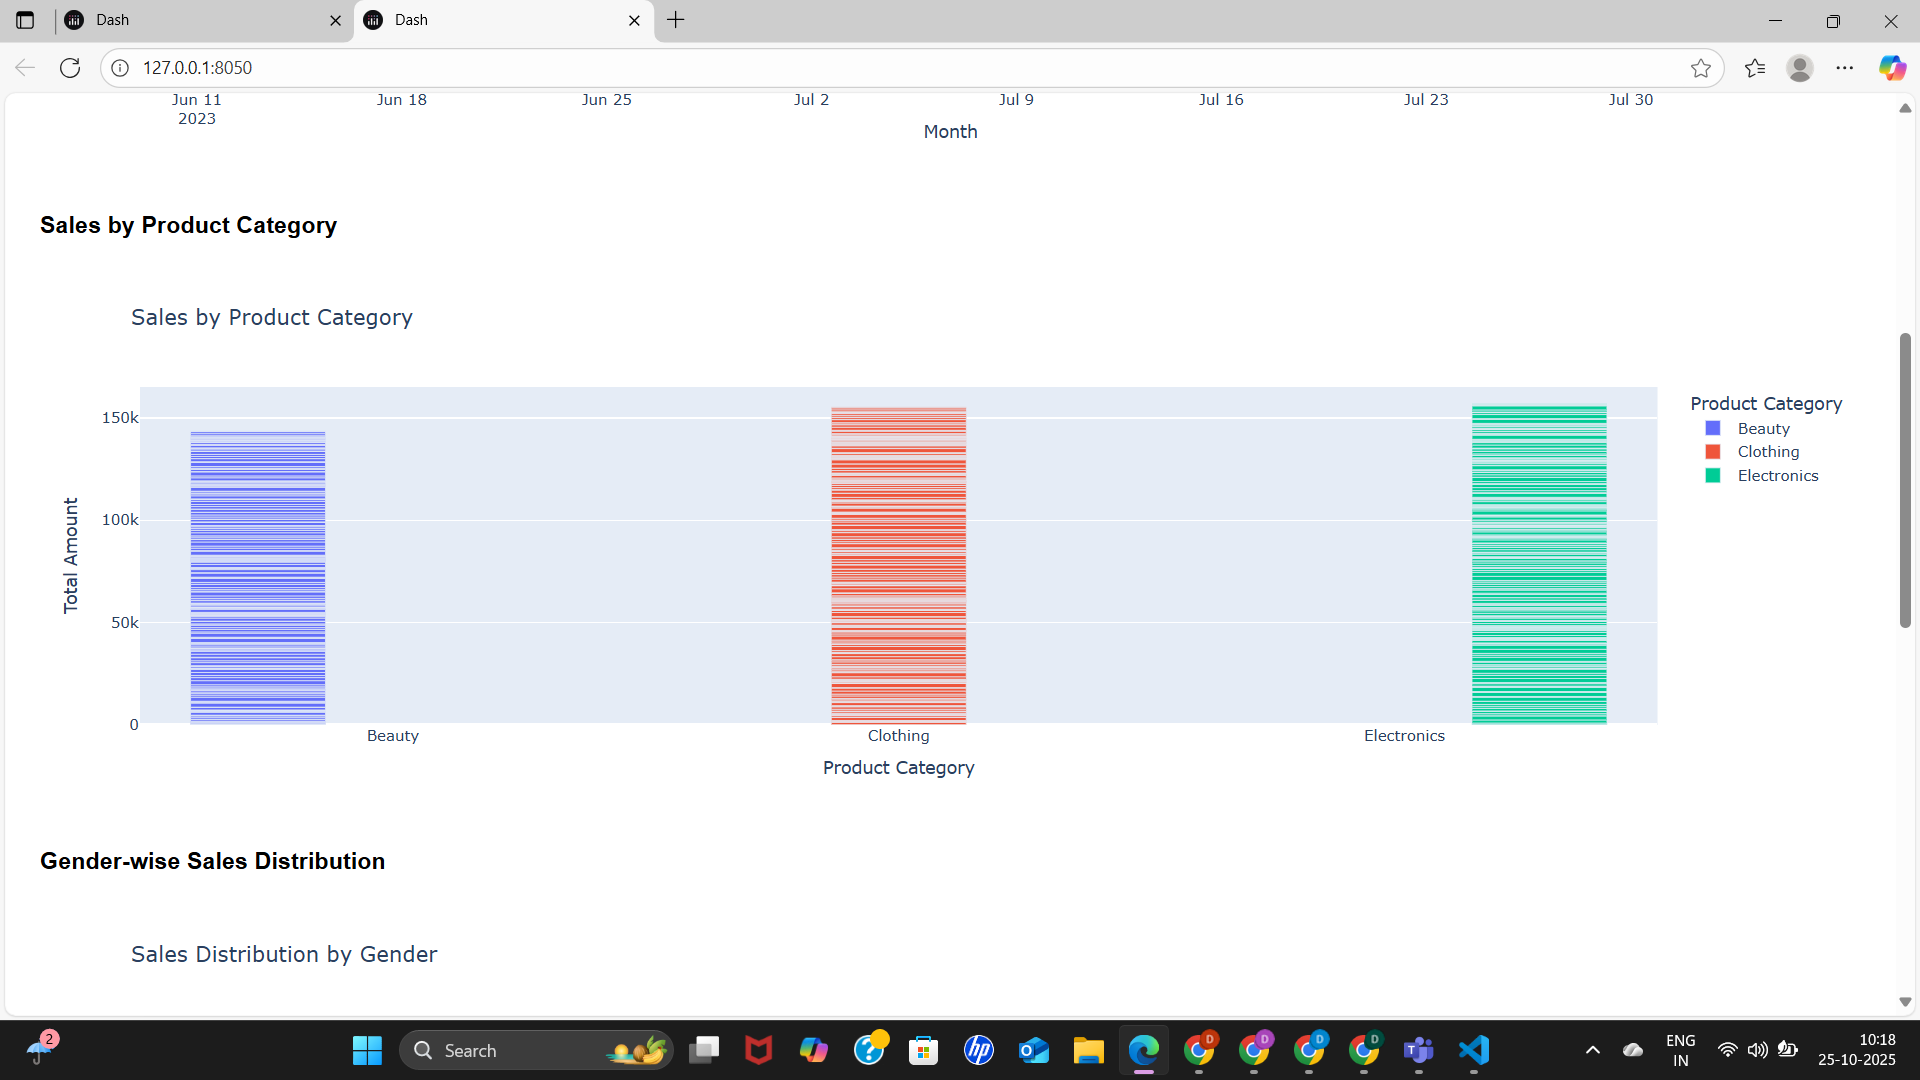 Dash
Dash
127.0.0.1:8050
Jun 11 Jun 18 Jun 25 Jul 2 Jul 9 Jul 16 Jul 23 Jul 30
2023
Month
Sales by Product Category
Sales by Product Category
Product Category
Beauty
Clothing
Electronics
150k
100k
50k
0
Total Amount
Beauty Clothing Electronics
Product Category
Gender-wise Sales Distribution
Sales Distribution by Gender
2
Search
?
hp
O
D
D
D
D
T
ENG
IN
10:18
25-10-2025